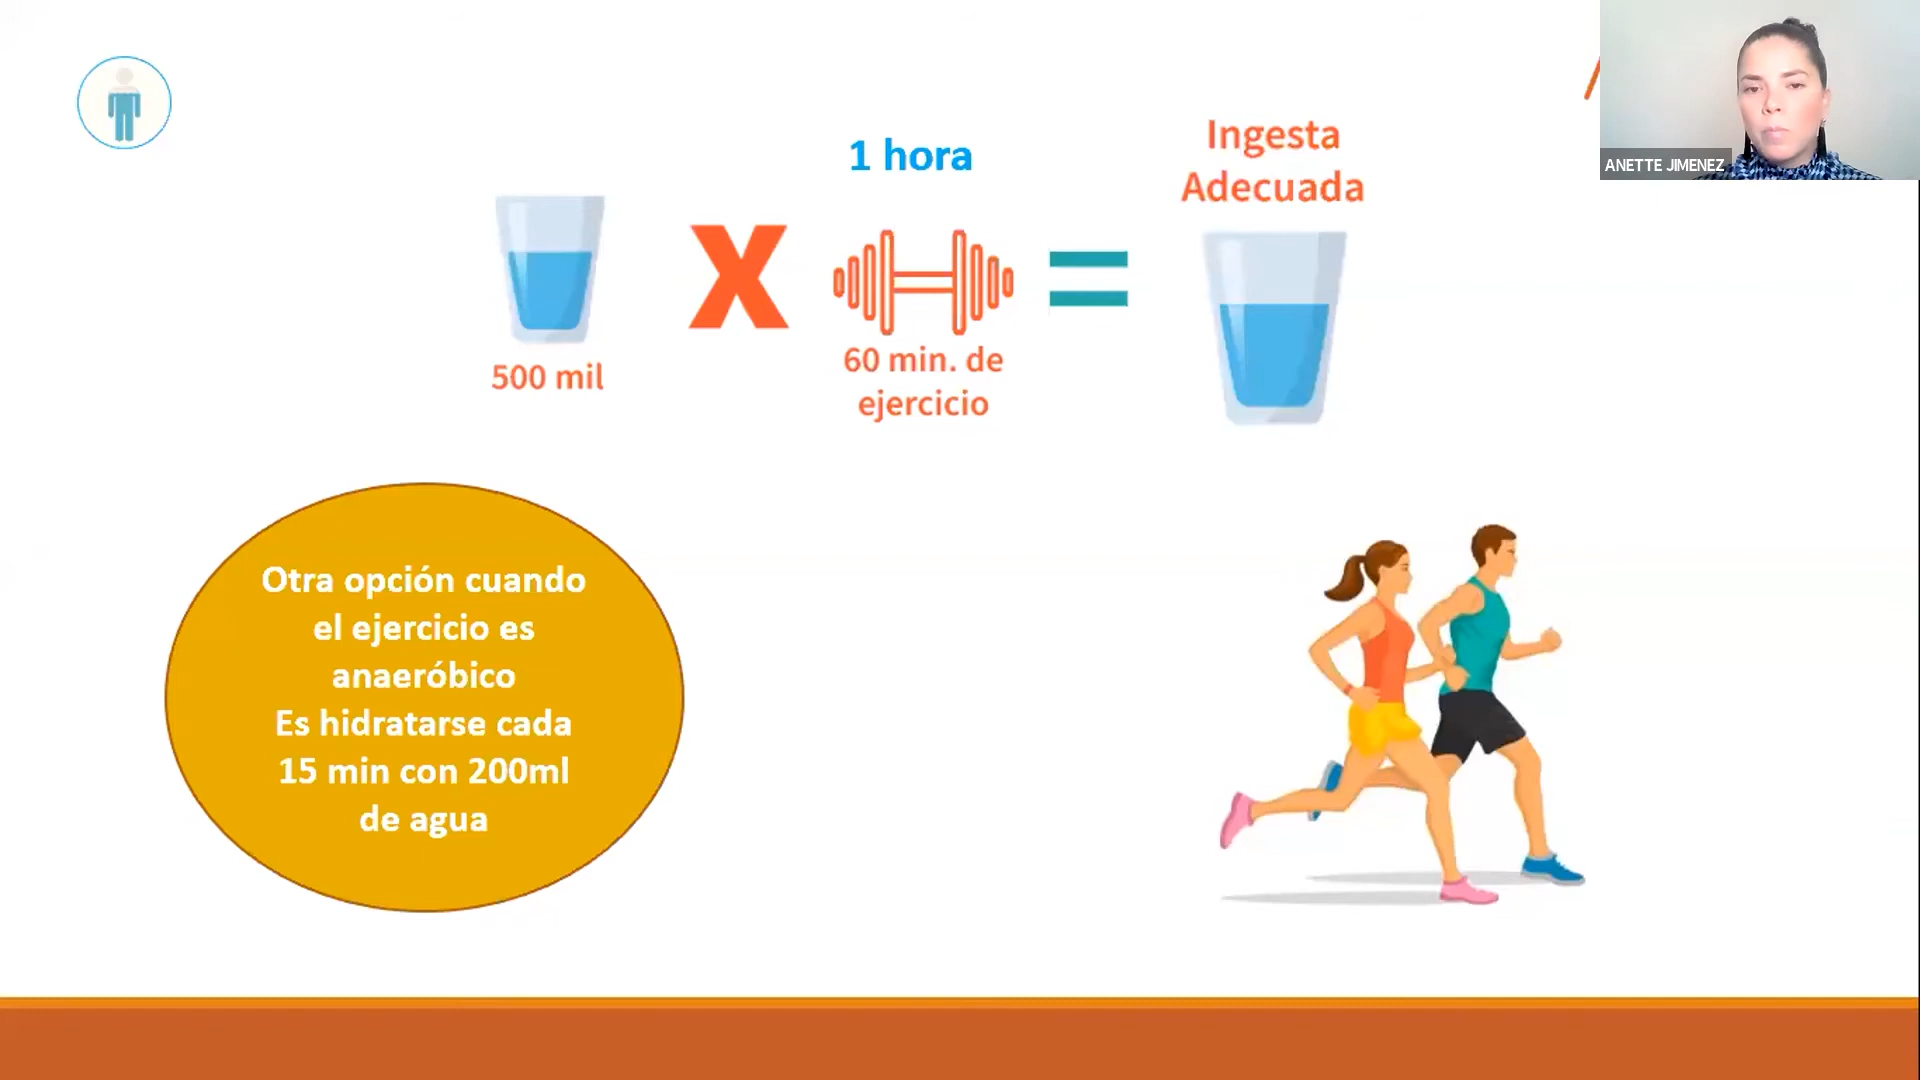 1 hora
Ingesta
Adecuada
X
=
500 mil
60 min. de
ejercicio
Otra opción cuando
el ejercicio es
anaeróbico
Es hidratarse cada
15 min con 200ml
de agua
ANETTE JIMENEZ